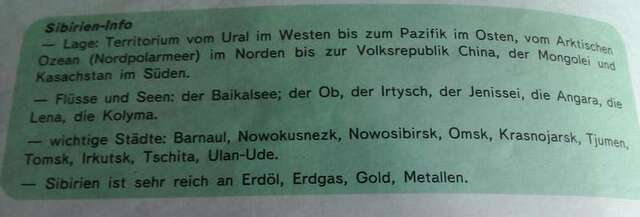 Sibirien-Info
— Lage: Territorium vom Ural im Westen bis zum Pazifik im Osten, vom Arktischen
Ozean (Nordpolarmeer) im Norden bis zur Volksrepublik China, der Mongolei und
Kasachstan im Süden.
— Flüsse und Seen: der Baikalsee; der Ob, der Irtysch, der Jenissei, die Angara, die
Lena, die Kolyma.
— wichtige Städte: Barnaul, Nowokusnezk, Nowosibirsk, Omsk, Krasnojarsk, Tjumen,
Tomsk, Irkutsk, Tschita, Ulan-Ude.
— Sibirien ist sehr reich an Erdöl, Erdgas, Gold, Metallen.